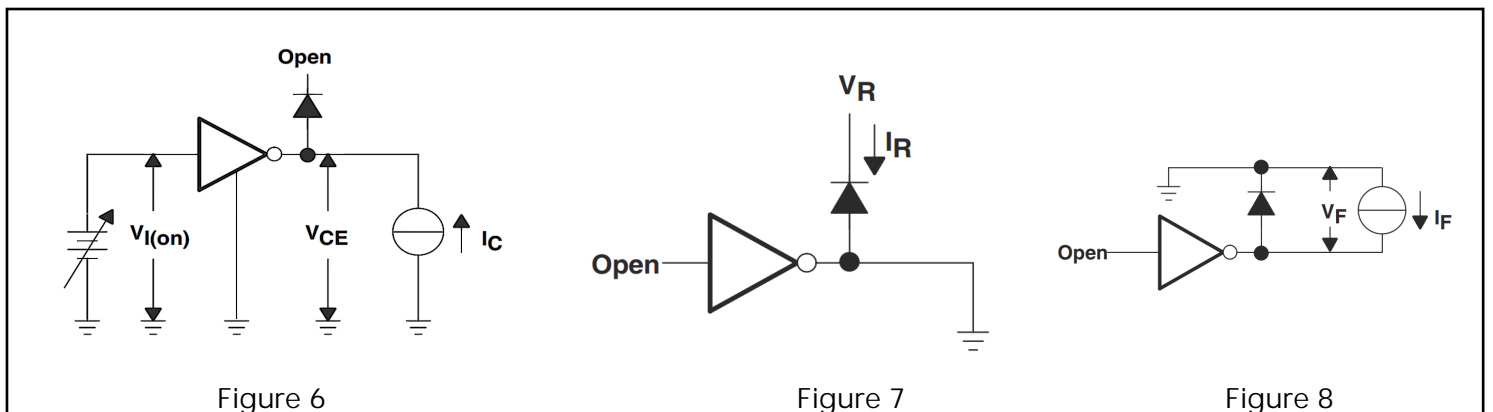 Open
V_I(on)
V_CE
I_C
Figure 6
V_R
I_R
Open
Figure 7
V_F
I_F
Open
Figure 8